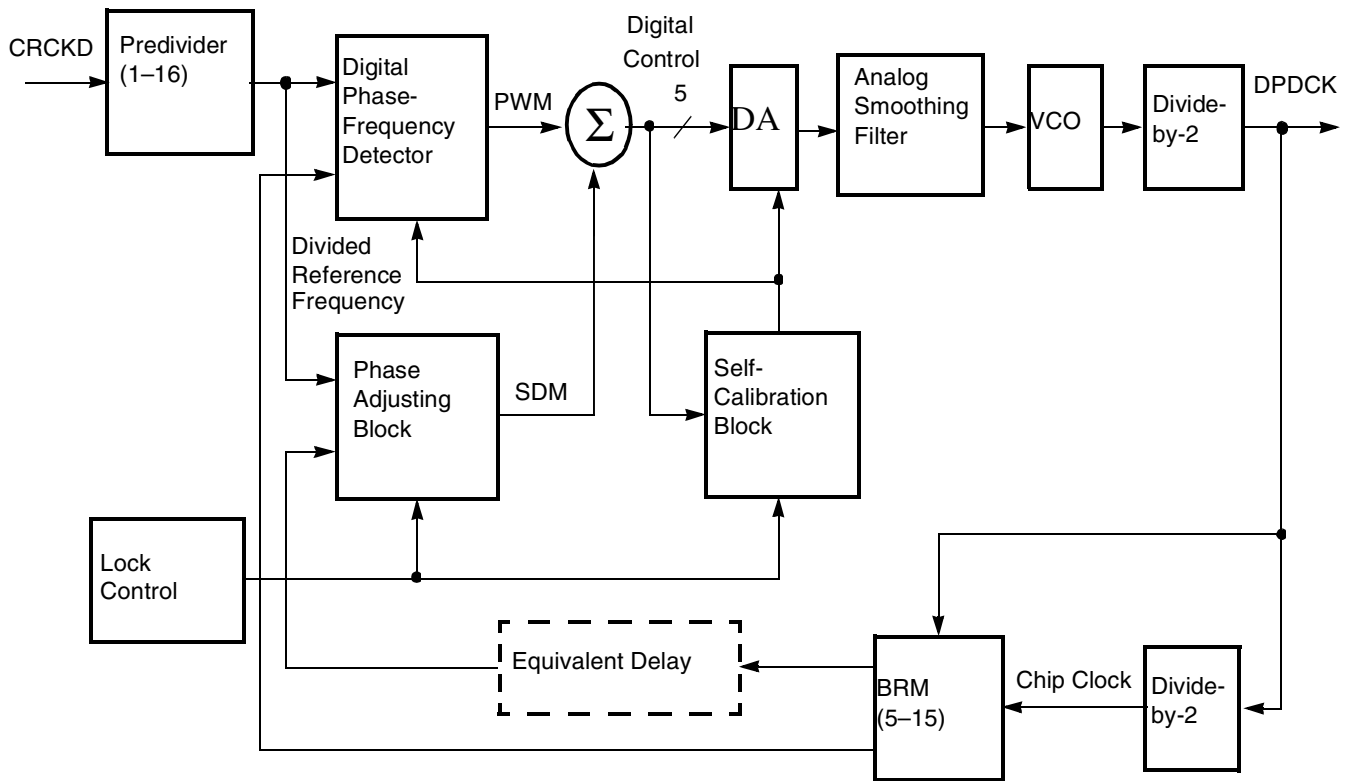 CRCKD
Predivider
(1–16)
Digital
Phase-
Frequency
Detector
PWM
Σ
Digital
Control
5
DA
Analog
Smoothing
Filter
VCO
Divide-
by-2
DPDCK
Divided
Reference
Frequency
Phase
Adjusting
Block
SDM
Self-
Calibration
Block
Lock
Control
Equivalent Delay
BRM
(5–15)
Chip Clock
Divide-
by-2